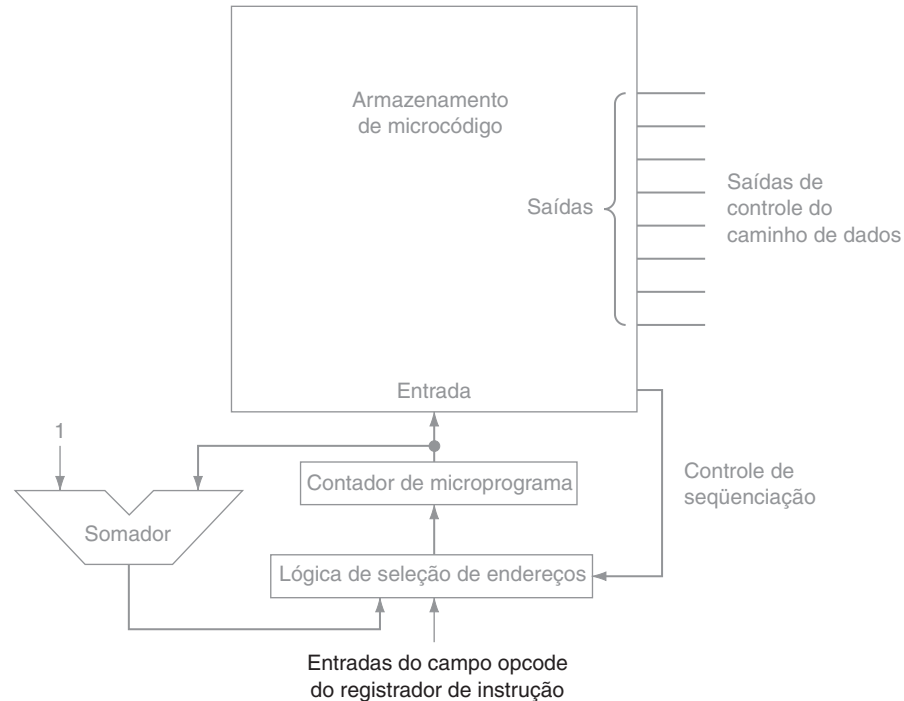 Armazenamento
de microcódigo
Saídas
Saídas de
controle do
caminho de dados
Entrada
1
Contador de microprograma
Controle de
seqüenciação
Somador
Lógica de seleção de endereços
Entradas do campo opcode
do registrador de instrução